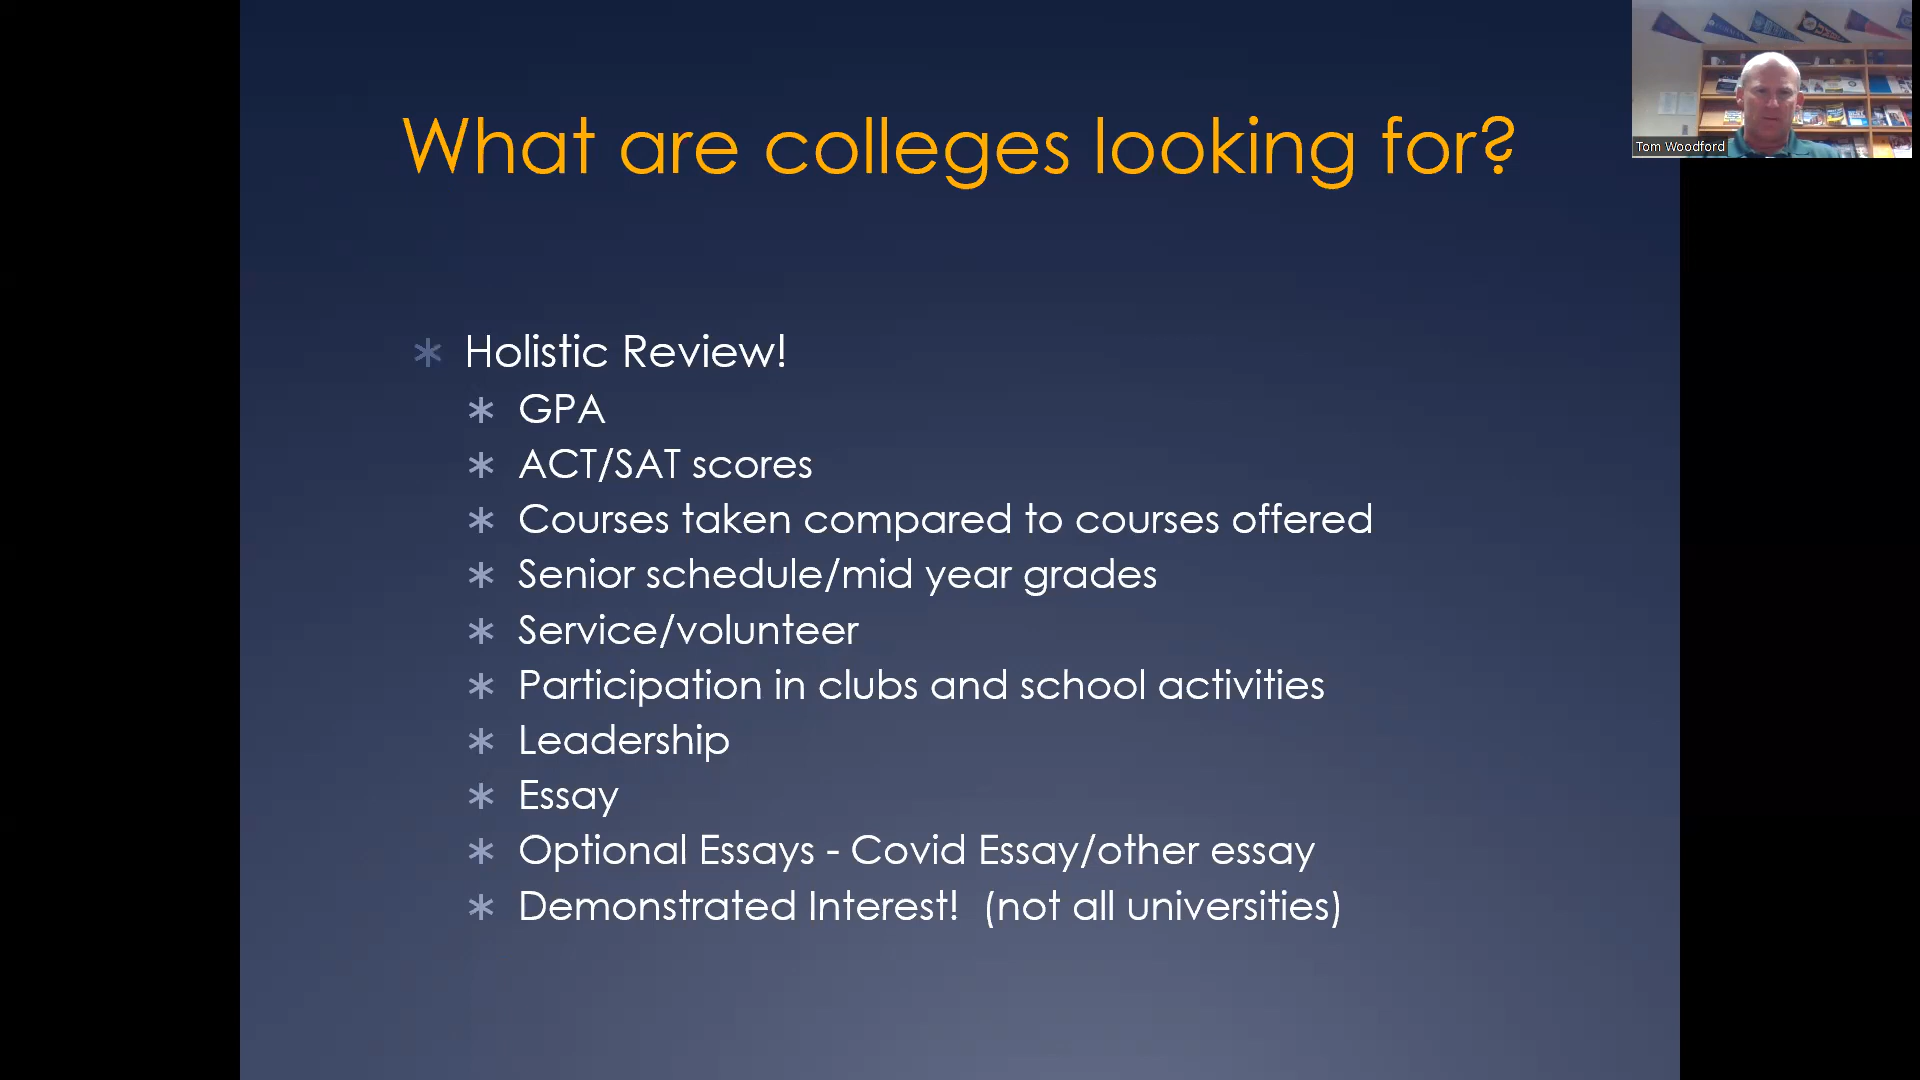 What are colleges looking for?
Tom Woodford
Holistic Review!
GPA
ACT/SAT scores
Courses taken compared to courses offered
Senior schedule/mid year grades
Service/volunteer
Participation in clubs and school activities
Leadership
Essay
Optional Essays - Covid Essay/other essay
Demonstrated Interest!  (not all universities)